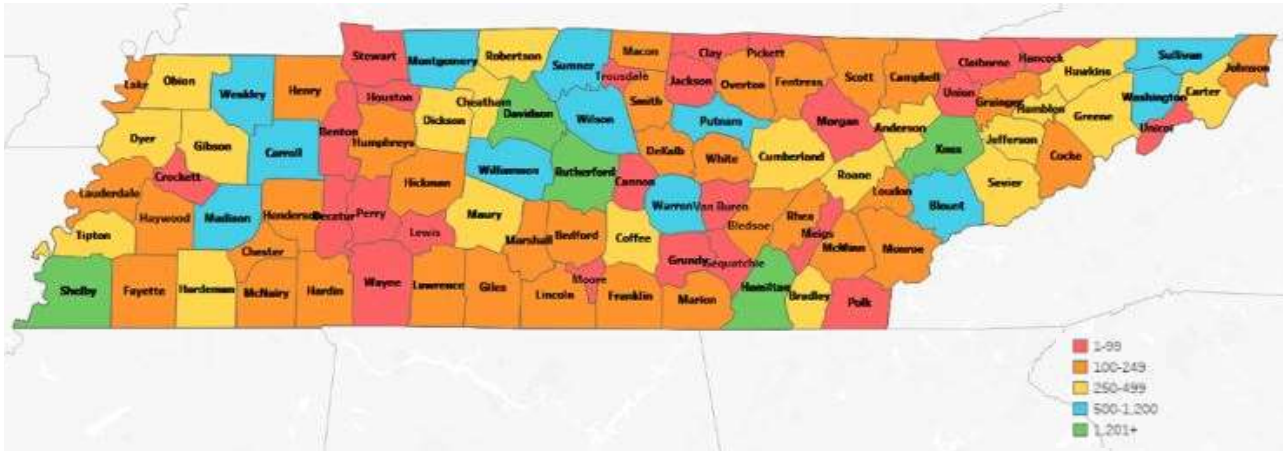 Stewart
Montgomery
Robertson
Sumner
Macon
Clay
Pickett
Claiborne
Hancock
Sullivan
Johnson
Lake
Obion
Weakley
Henry
Houston
Cheatham
Davidson
Trousdale
Jackson
Overton
Fentress
Scott
Campbell
Union
Grainger
Hamblen
Hawkins
Washington
Carter
Dyer
Gibson
Carroll
Benton
Humphreys
Dickson
Wilson
Smith
Putnam
Morgan
Anderson
Knox
Jefferson
Greene
Unicoi
Crockett
Williamson
Rutherford
DeKalb
White
Cumberland
Roane
Loudon
Sevier
Cocke
Lauderdale
Haywood
Madison
Henderson
Decatur
Perry
Hickman
Maury
Cannon
Warren
Van Buren
Bledsoe
Rhea
Meigs
Blount
Tipton
Chester
Lewis
Marshall
Bedford
Coffee
Grundy
Sequatchie
McMinn
Monroe
Shelby
Fayette
Hardeman
McNairy
Hardin
Wayne
Lawrence
Giles
Lincoln
Moore
Franklin
Marion
Hamilton
Bradley
Polk
1-99
100-249
250-499
500-1,200
1,201+